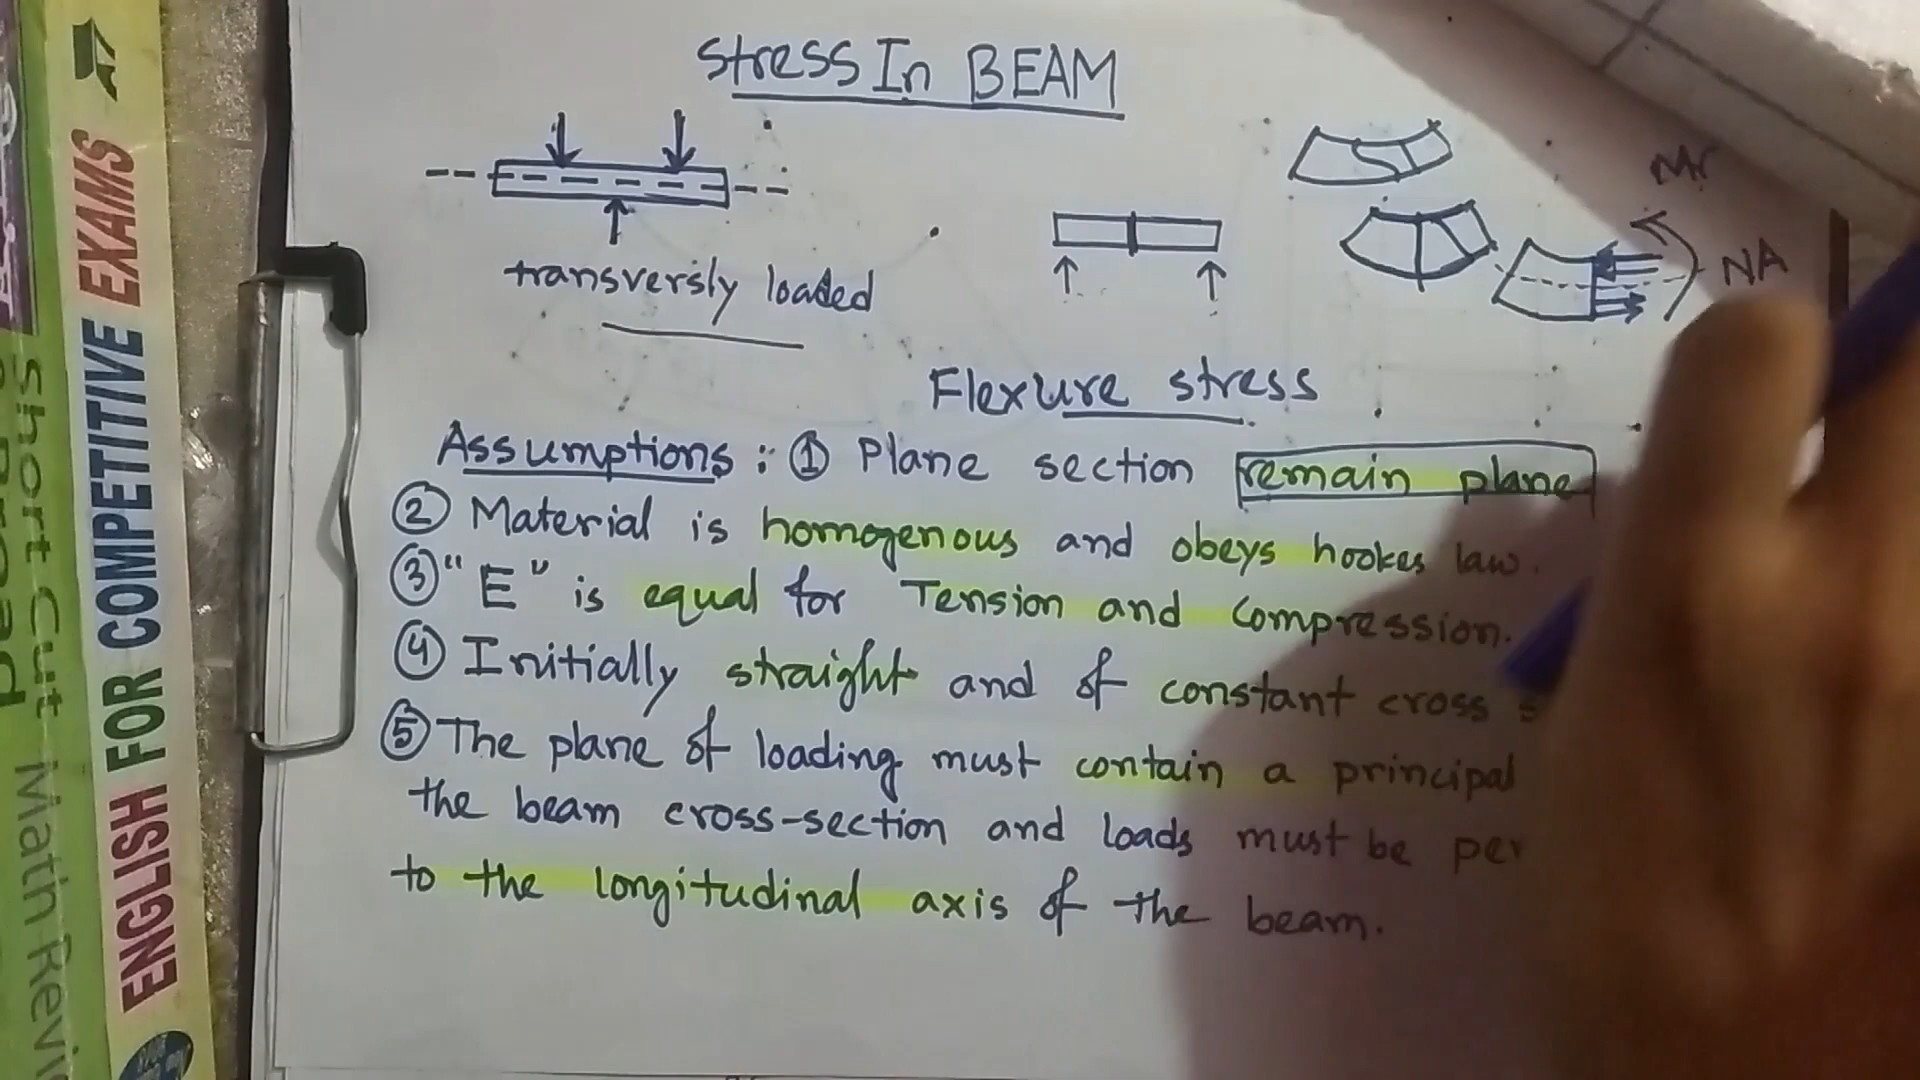 Stress In BEAM
transversly loaded
Mr
NA
Flexure stress
Assumptions : ① Plane section remain plane
② Material is homogenous and obeys hookes law.
③ "E" is equal for Tension and Compression.
④ Initially straight and of constant cross s
⑤ The plane of loading must contain a principal
the beam cross-section and loads must be per
to the longitudinal axis of the beam.
ENGLISH FOR COMPETITIVE EXAMS
Short Cut Math Revi